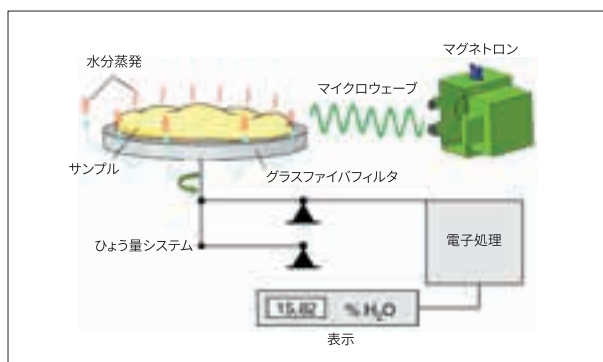 マグネトロン
水分蒸発
マイクロウェーブ
サンプル
グラスファイバフィルタ
ひょう量システム
電子処理
15,82 % H₂O
表示